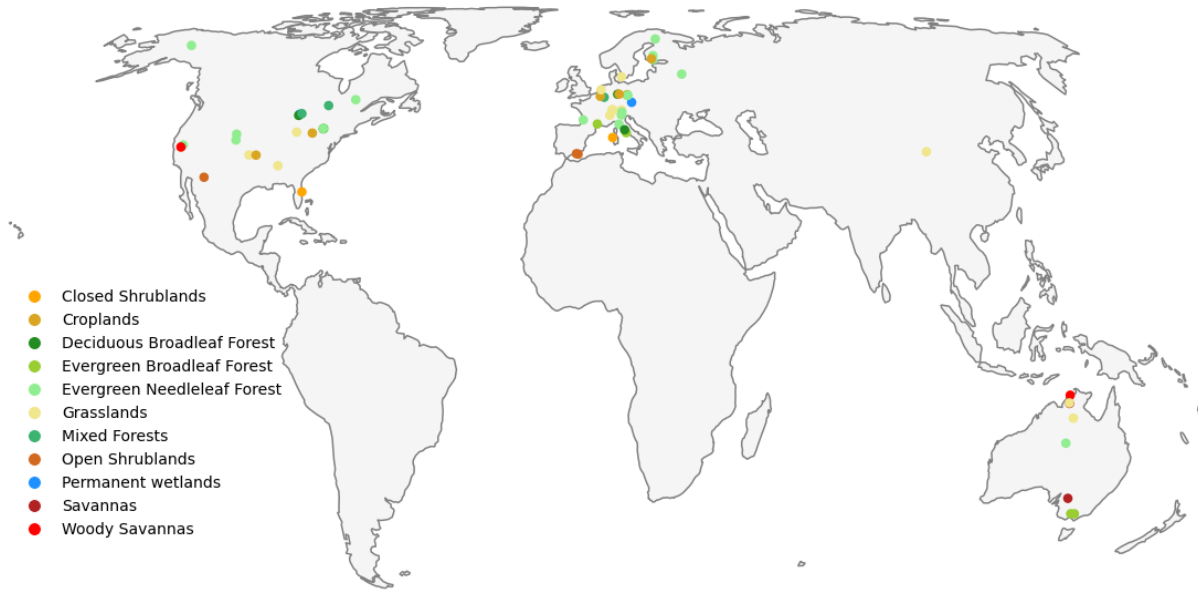 Closed Shrublands
Croplands
Deciduous Broadleaf Forest
Evergreen Broadleaf Forest
Evergreen Needleleaf Forest
Grasslands
Mixed Forests
Open Shrublands
Permanent wetlands
Savannas
Woody Savannas